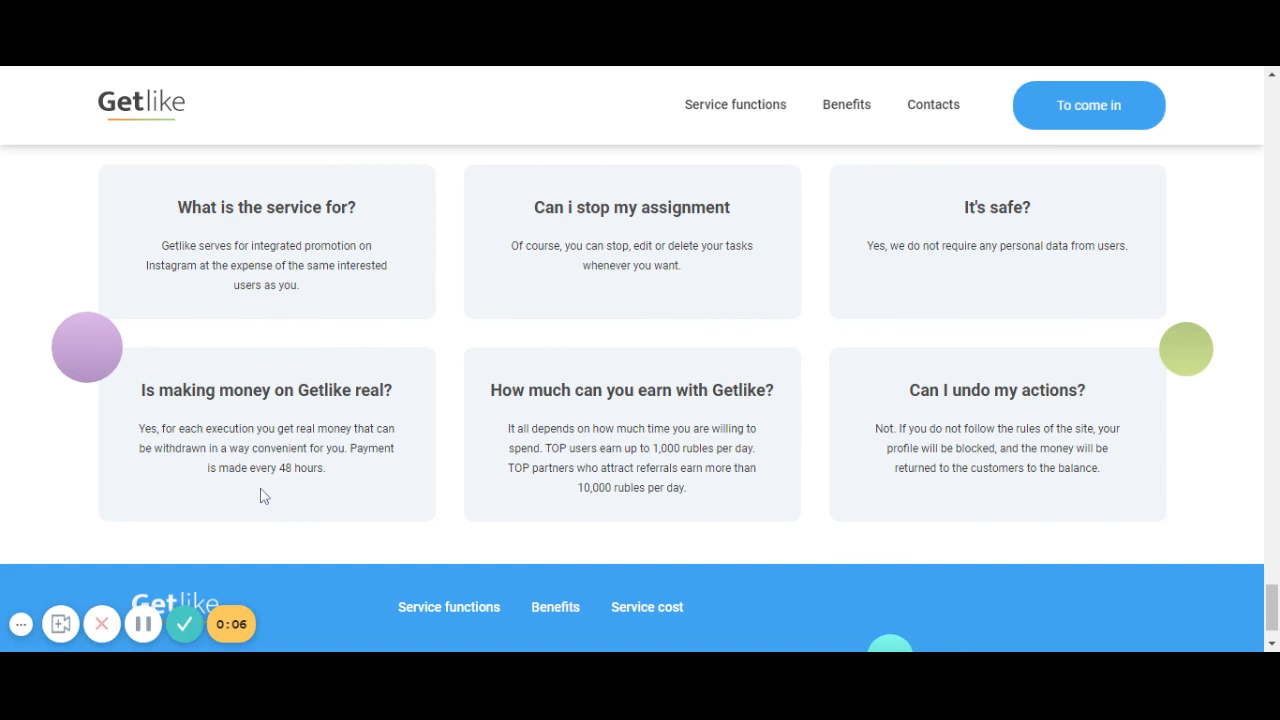 Getlike
Service functions
Benefits
Contacts
To come in
What is the service for?
Getlike serves for integrated promotion on
Instagram at the expense of the same interested
users as you.
Can i stop my assignment
Of course, you can stop, edit or delete your tasks
whenever you want.
It's safe?
Yes, we do not require any personal data from users.
Is making money on Getlike real?
Yes, for each execution you get real money that can
be withdrawn in a way convenient for you. Payment
is made every 48 hours.
How much can you earn with Getlike?
It all depends on how much time you are willing to
spend. TOP users earn up to 1,000 rubles per day.
TOP partners who attract referrals earn more than
10,000 rubles per day.
Can I undo my actions?
Not. If you do not follow the rules of the site, your
profile will be blocked, and the money will be
returned to the customers to the balance.
Getlike
Service functions
Benefits
Service cost
0:06